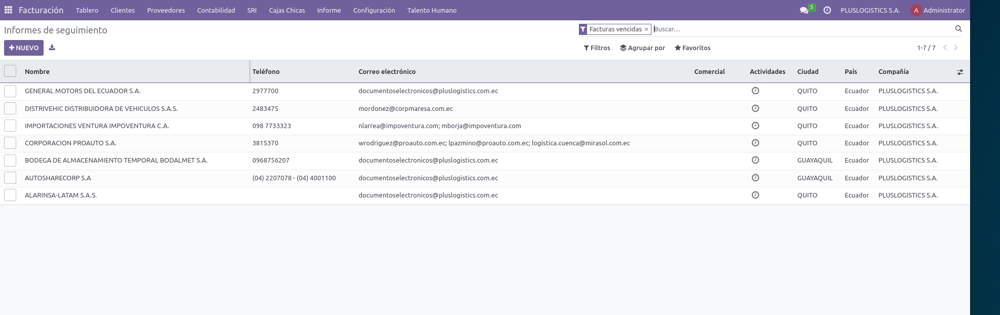 Facturación Tablero Clientes Proveedores Contabilidad SRI Cajas Chicas Informe Configuración Talento Humano 5 PLUSLOGISTICS S.A. A Administrator
Informes de seguimiento Facturas vencidas × Buscar...
+ NUEVO Filtros Agrupar por Favoritos 1-7 / 7
Nombre Teléfono Correo electrónico Comercial Actividades Ciudad País Compañía
GENERAL MOTORS DEL ECUADOR S.A. 2977700 documentoselectronicos@pluslogistics.com.ec QUITO Ecuador PLUSLOGISTICS S.A.
DISTRIVEHIC DISTRIBUIDORA DE VEHICULOS S.A.S. 2483475 mordonez@corpmaresa.com.ec QUITO Ecuador PLUSLOGISTICS S.A.
IMPORTACIONES VENTURA IMPOVENTURA C.A. 098 7733323 nlarrea@impoventura.com; mborja@impoventura.com QUITO Ecuador PLUSLOGISTICS S.A.
CORPORACION PROAUTO S.A. 3815370 wrodriguez@proauto.com.ec; lpazmino@proauto.com.ec; logistica.cuenca@mirasol.com.ec QUITO Ecuador PLUSLOGISTICS S.A.
BODEGA DE ALMACENAMIENTO TEMPORAL BODALMET S.A. 0968756207 documentoselectronicos@pluslogistics.com.ec GUAYAQUIL Ecuador PLUSLOGISTICS S.A.
AUTOSHARECORP S.A (04) 2207078 - (04) 4001100 documentoselectronicos@pluslogistics.com.ec GUAYAQUIL Ecuador PLUSLOGISTICS S.A.
ALARINSA-LATAM S.A.S. documentoselectronicos@pluslogistics.com.ec QUITO Ecuador PLUSLOGISTICS S.A.